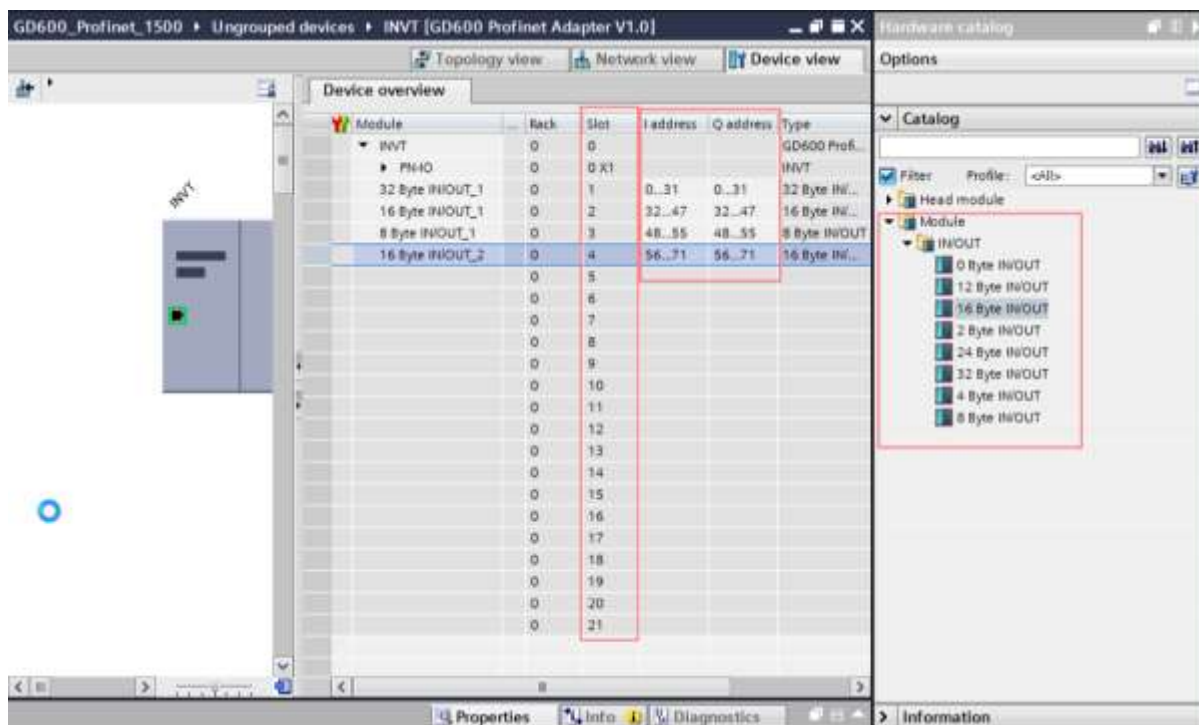 GD600_Profinet_1500 ▸ Ungrouped devices ▸ INVT [GD600 Profinet Adapter V1.0]
Hardware catalog
Topology view Network view Device view
Options
Device overview
Module ... Rack Slot I address Q address Type
INVT 0 0 GD600 Profi...
PN-IO 0 0 X1 INVT
32 Byte IN/OUT_1 0 1 0...31 0...31 32 Byte IN/...
16 Byte IN/OUT_1 0 2 32...47 32...47 16 Byte IN/...
8 Byte IN/OUT_1 0 3 48...55 48...55 8 Byte IN/OUT
16 Byte IN/OUT_2 0 4 56...71 56...71 16 Byte IN/...
0 5
0 6
0 7
0 8
0 9
0 10
0 11
0 12
0 13
0 14
0 15
0 16
0 17
0 18
0 19
0 20
0 21
INVT
Catalog
Filter Profile: <All>
Head module
Module
IN/OUT
0 Byte IN/OUT
12 Byte IN/OUT
16 Byte IN/OUT
2 Byte IN/OUT
24 Byte IN/OUT
32 Byte IN/OUT
4 Byte IN/OUT
8 Byte IN/OUT
Properties Info Diagnostics
Information